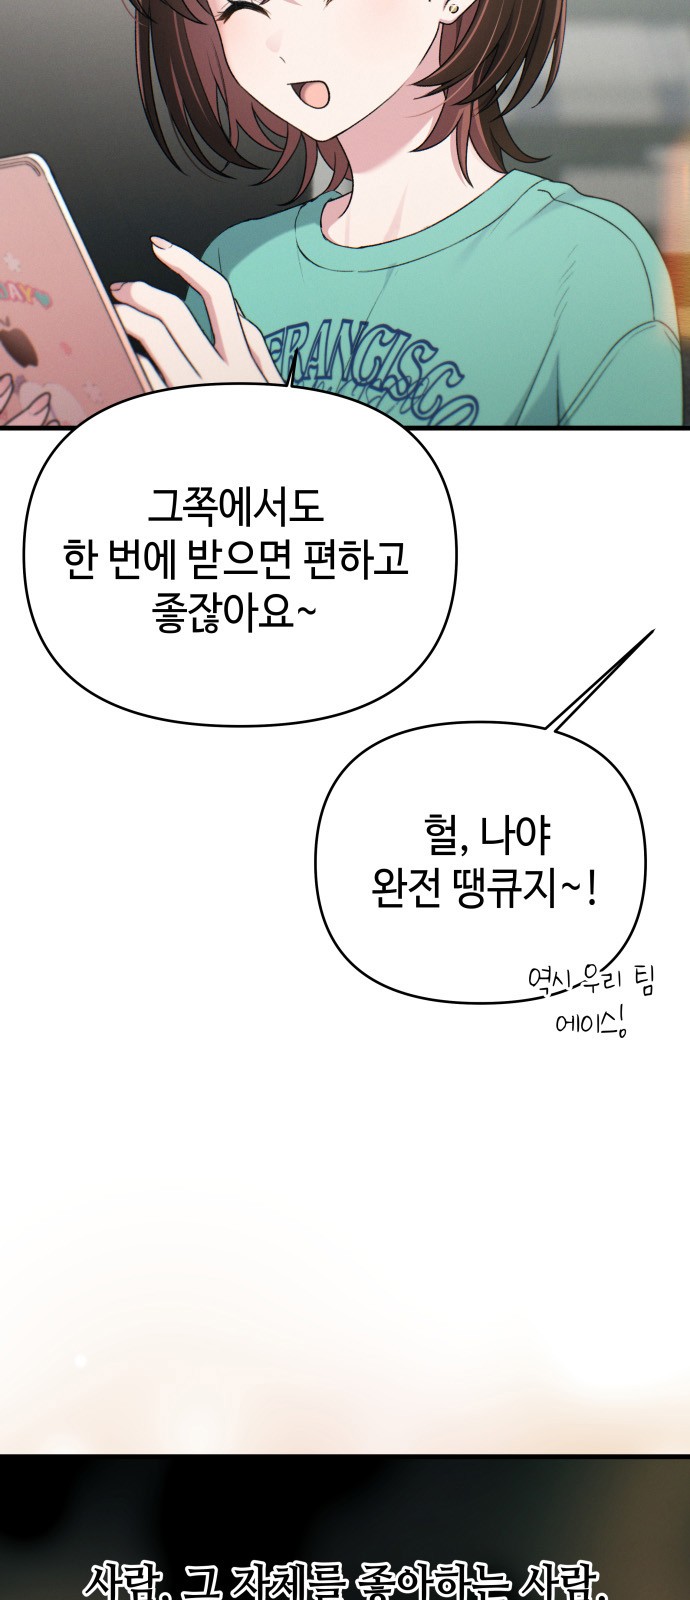 FRANCISCO
그쪽에서도
한 번에 받으면 편하고
좋잖아요~
헐, 나야
완전 땡큐지~!
역시 우리 팀
에이스!
사람, 그 자체를 좋아하는 사람.